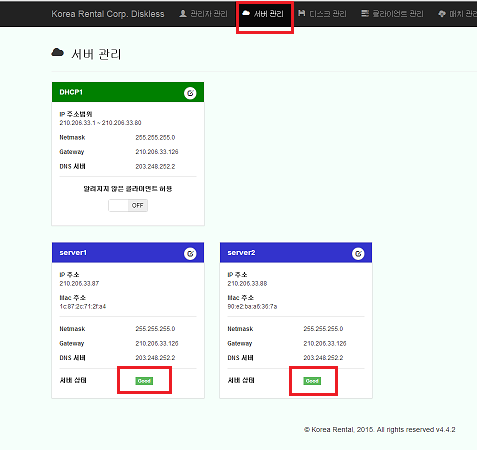 Korea Rental Corp. Diskless 관리자 관리 서버 관리 디스크 관리 클라이언트 관리 배치 관리
서버 관리
DHCP1
IP 주소범위
210.206.33.1 ~ 210.206.33.80
Netmask 255.255.255.0
Gateway 210.206.33.126
DNS 서버 203.248.252.2
알려지지 않은 클라이언트 허용
OFF
server1
IP 주소
210.206.33.87
Mac 주소
1c:87:2c:71:2f:a4
Netmask 255.255.255.0
Gateway 210.206.33.126
DNS 서버 203.248.252.2
서버 상태 Good
server2
IP 주소
210.206.33.88
Mac 주소
90:e2:ba:a6:36:7a
Netmask 255.255.255.0
Gateway 210.206.33.126
DNS 서버 203.248.252.2
서버 상태 Good
© Korea Rental, 2015. All rights reserved v4.4.2